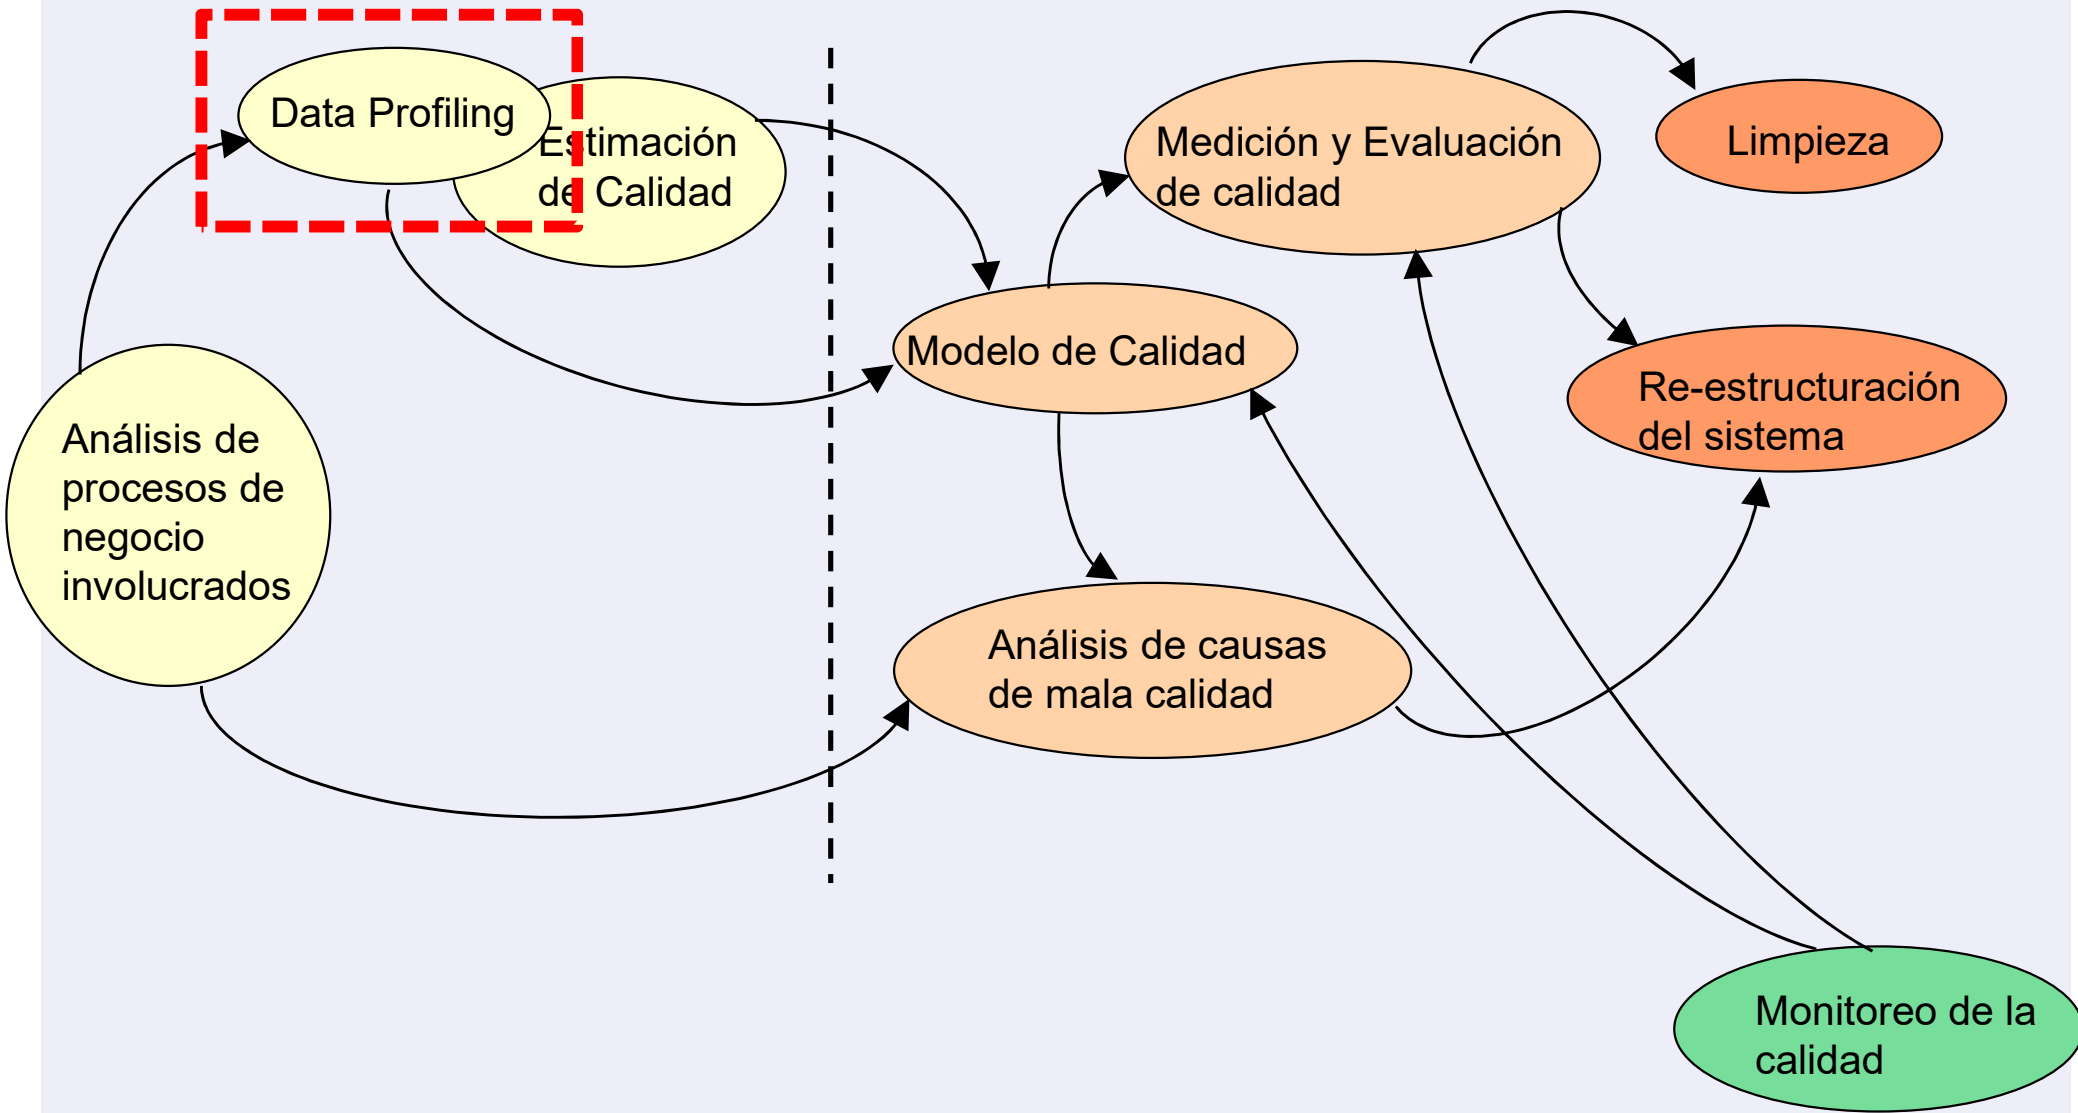 Data Profiling
Estimación
de Calidad
Medición y Evaluación
de calidad
Limpieza
Modelo de Calidad
Re-estructuración
del sistema
Análisis de
procesos de
negocio
involucrados
Análisis de causas
de mala calidad
Monitoreo de la
calidad